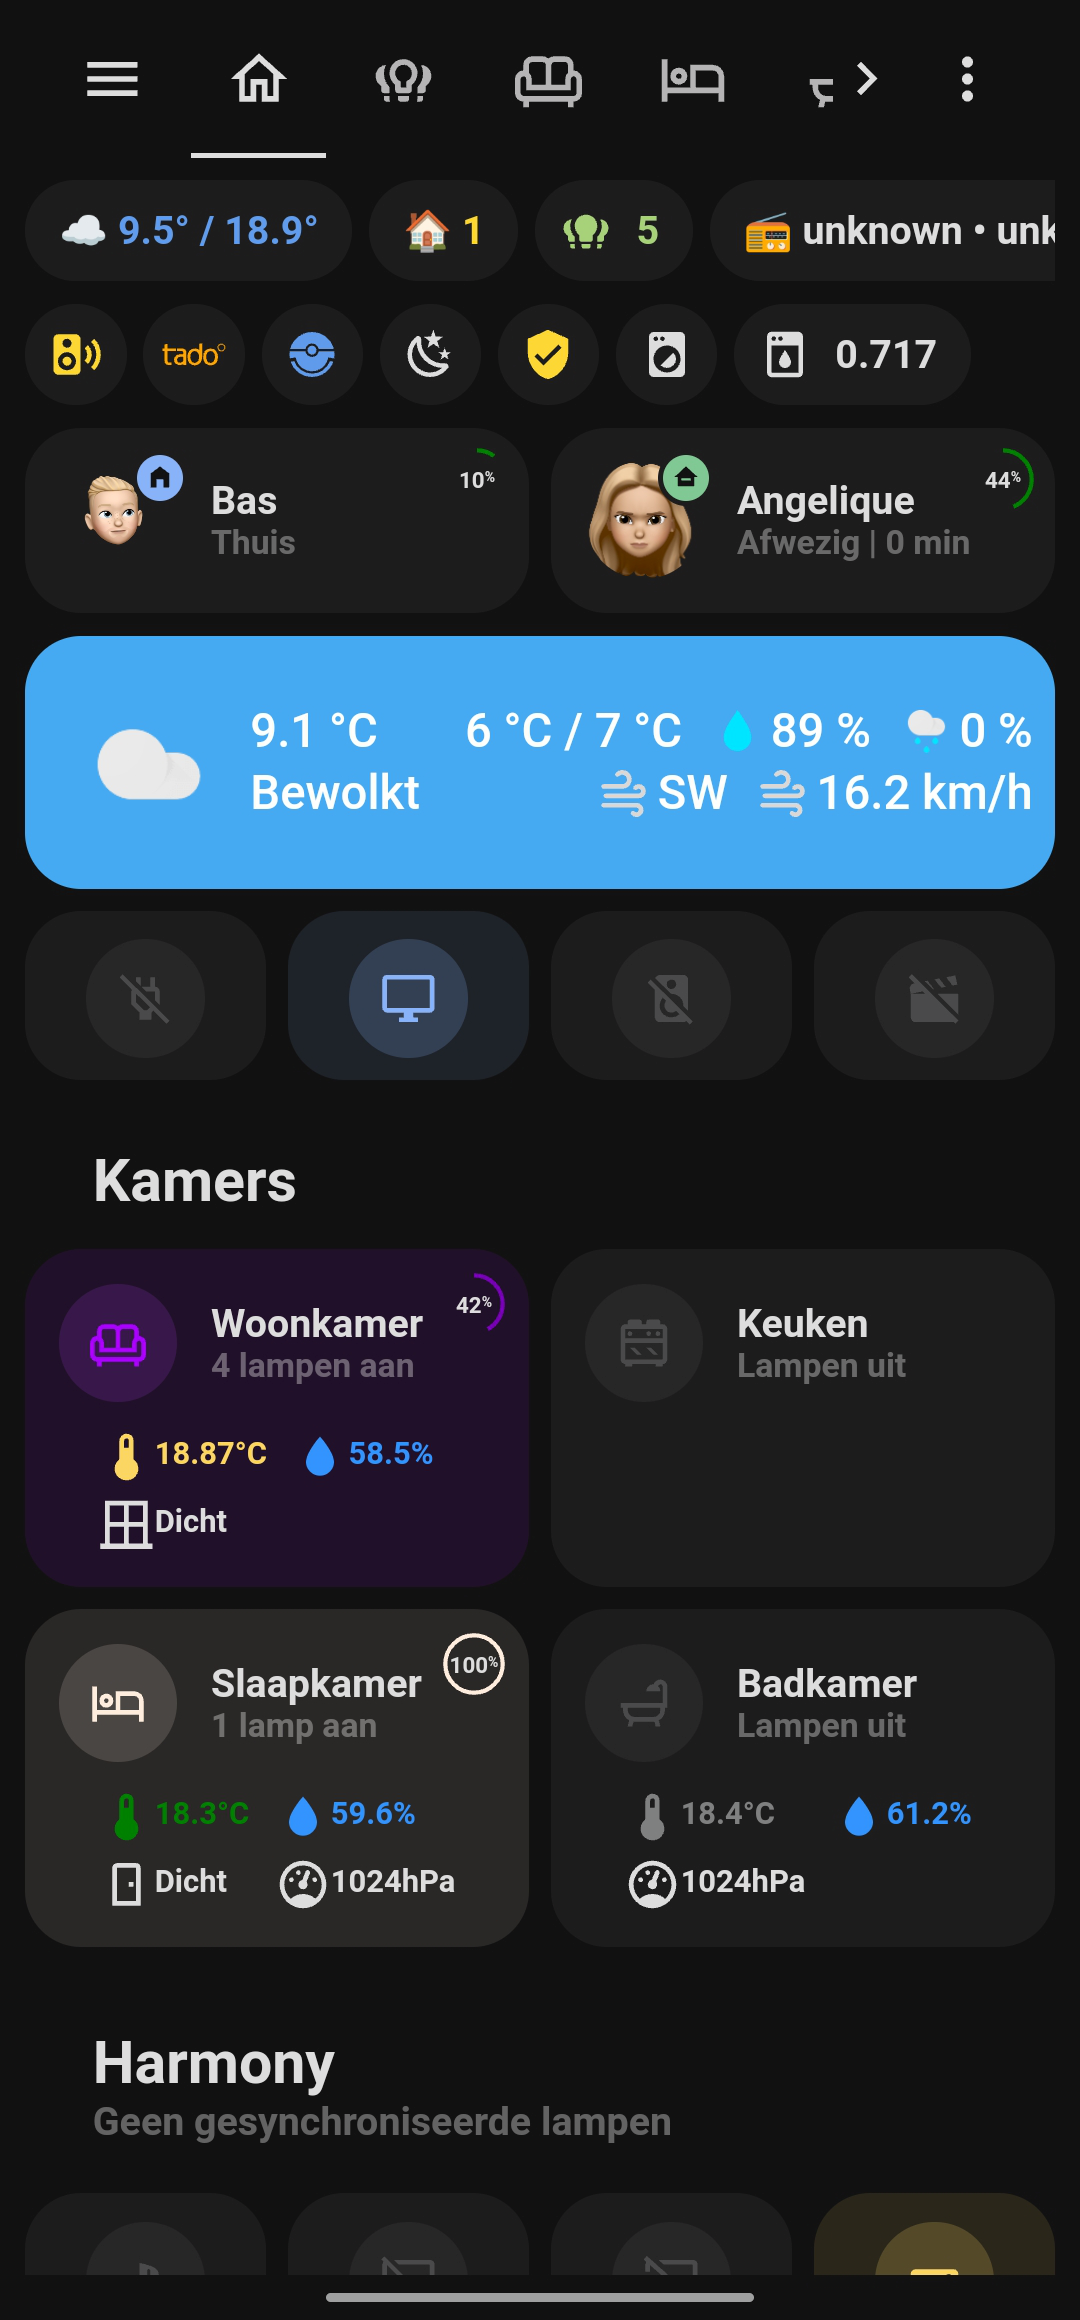 9.5° / 18.9° 1 5 unknown • unk
tado° 0.717
Bas 10% Angelique 44%
Thuis Afwezig | 0 min
9.1 °C 6 °C / 7 °C 89 % 0 %
Bewolkt SW 16.2 km/h
Kamers
Woonkamer 42%
4 lampen aan
18.87°C 58.5%
Dicht
Keuken
Lampen uit
Slaapkamer 100%
1 lamp aan
18.3°C 59.6%
Dicht 1024hPa
Badkamer
Lampen uit
18.4°C 61.2%
1024hPa
Harmony
Geen gesynchroniseerde lampen